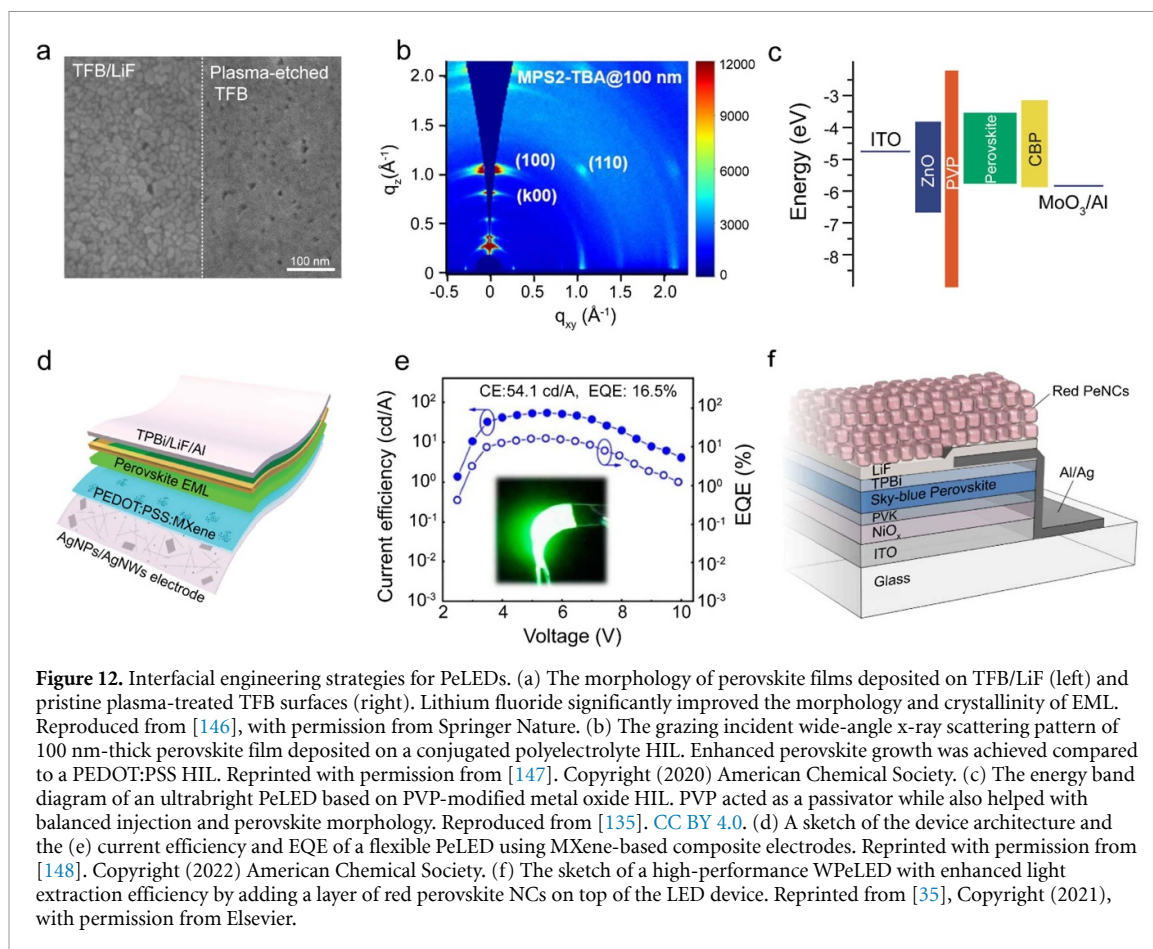 a
TFB/LiF
Plasma-etched
TFB
100 nm
b
MPS2-TBA@100 nm
(100)
(110)
(k00)
2.0
1.5
1.0
0.5
0
qz(Å-1)
-0.5
0
0.5
1.0
1.5
2.0
qxy (Å-1)
12000
9000
6000
3000
0
c
Energy (eV)
-3
-4
-5
-6
-7
-8
ITO
ZnO
PVP
Perovskite
CBP
MoO3/Al
d
TPBi/LiF/Al
Perovskite EML
PEDOT:PSS:MXene
AgNPs/AgNWs electrode
e
CE:54.1 cd/A, EQE: 16.5%
Current efficiency (cd/A)
10²
10¹
10⁰
10-1
10-2
10-3
EQE (%)
10²
10¹
10⁰
10-1
10-2
10-3
2
4
6
8
10
Voltage (V)
f
Red PeNCs
Al/Ag
LiF
TPBi
Sky-blue Perovskite
PVK
NiOx
ITO
Glass
Figure 12. Interfacial engineering strategies for PeLEDs. (a) The morphology of perovskite films deposited on TFB/LiF (left) and
pristine plasma-treated TFB surfaces (right). Lithium fluoride significantly improved the morphology and crystallinity of EML.
Reproduced from [146], with permission from Springer Nature. (b) The grazing incident wide-angle x-ray scattering pattern of
100 nm-thick perovskite film deposited on a conjugated polyelectrolyte HIL. Enhanced perovskite growth was achieved compared
to a PEDOT:PSS HIL. Reprinted with permission from [147]. Copyright (2020) American Chemical Society. (c) The energy band
diagram of an ultrabright PeLED based on PVP-modified metal oxide HIL. PVP acted as a passivator while also helped with
balanced injection and perovskite morphology. Reproduced from [135]. CC BY 4.0. (d) A sketch of the device architecture and
the (e) current efficiency and EQE of a flexible PeLED using MXene-based composite electrodes. Reprinted with permission from
[148]. Copyright (2022) American Chemical Society. (f) The sketch of a high-performance WPeLED with enhanced light
extraction efficiency by adding a layer of red perovskite NCs on top of the LED device. Reprinted from [35], Copyright (2021),
with permission from Elsevier.